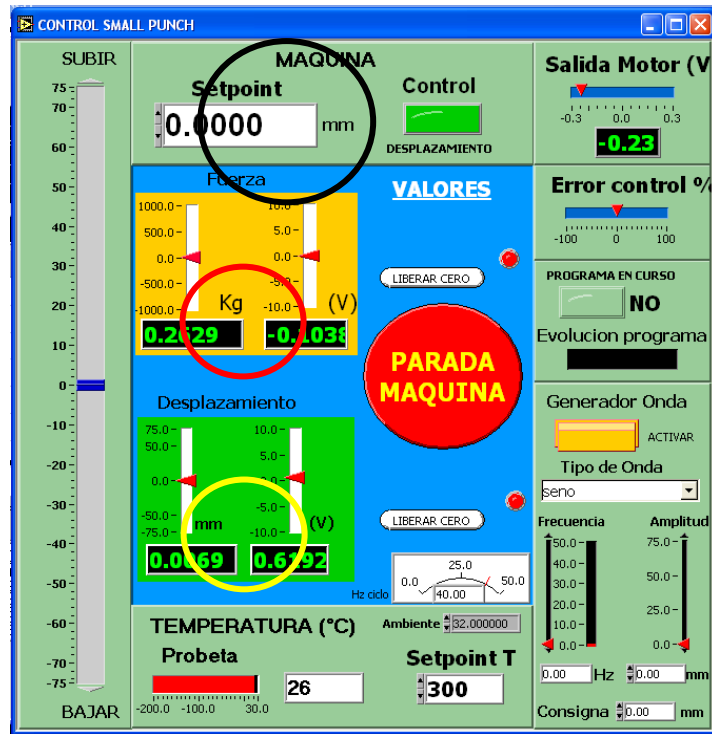 CONTROL SMALL PUNCH
SUBIR
75
70
60
50
40
30
20
10
0
-10
-20
-30
-40
-50
-60
-70
-75
BAJAR
MAQUINA
Setpoint
0.0000 mm
Control
DESPLAZAMIENTO
Fuerza
1000.0
500.0
0.0
-500.0
-1000.0
Kg
0.2629
10.0
5.0
0.0
-5.0
-10.0
(V)
-0.1038
VALORES
LIBERAR CERO
PARADA
MAQUINA
Desplazamiento
75.0
50.0
0.0
-50.0
-75.0
mm
0.0069
10.0
5.0
0.0
-5.0
-10.0
(V)
0.6192
LIBERAR CERO
25.0
0.0
50.0
Hz ciclo
40.00
TEMPERATURA (°C)
Ambiente 32.000000
Probeta
-200.0 -100.0 30.0
26
Setpoint T
300
Salida Motor (V
-0.3 0.0 0.3
-0.23
Error control %
-100 0 100
PROGRAMA EN CURSO
NO
Evolucion programa
Generador Onda
ACTIVAR
Tipo de Onda
seno
Frecuencia
50.0
40.0
30.0
20.0
10.0
0.0
0.00 Hz
Amplitud
75.0
50.0
25.0
0.0
0.00 mm
Consigna 0.00 mm